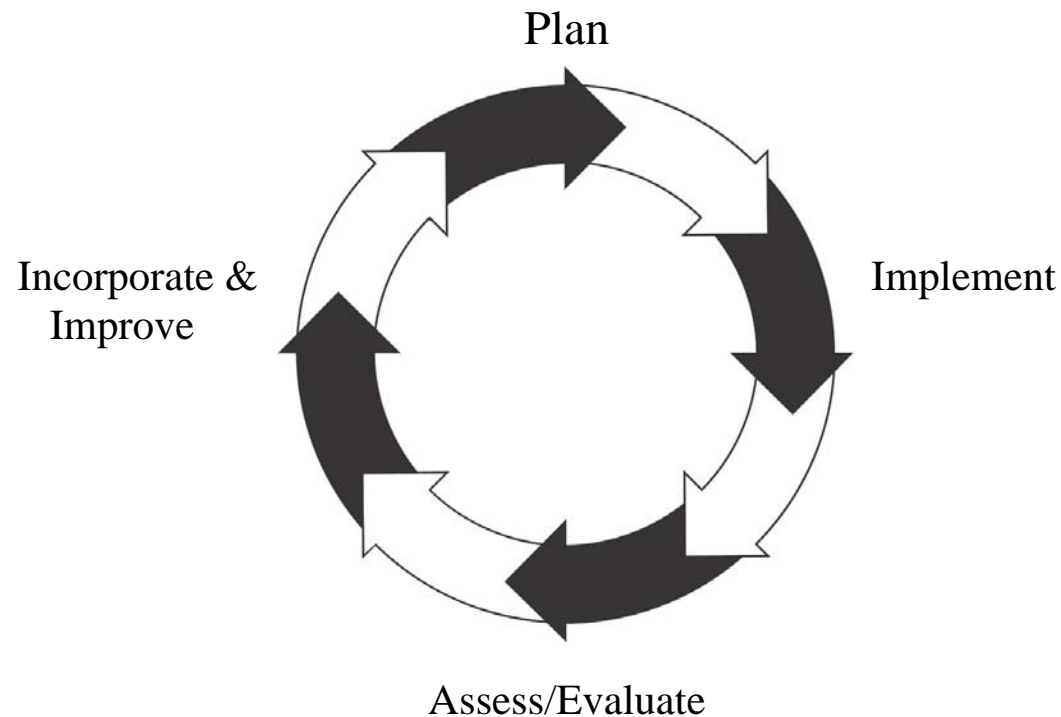 Plan
Incorporate &
Improve
Implement
Assess/Evaluate